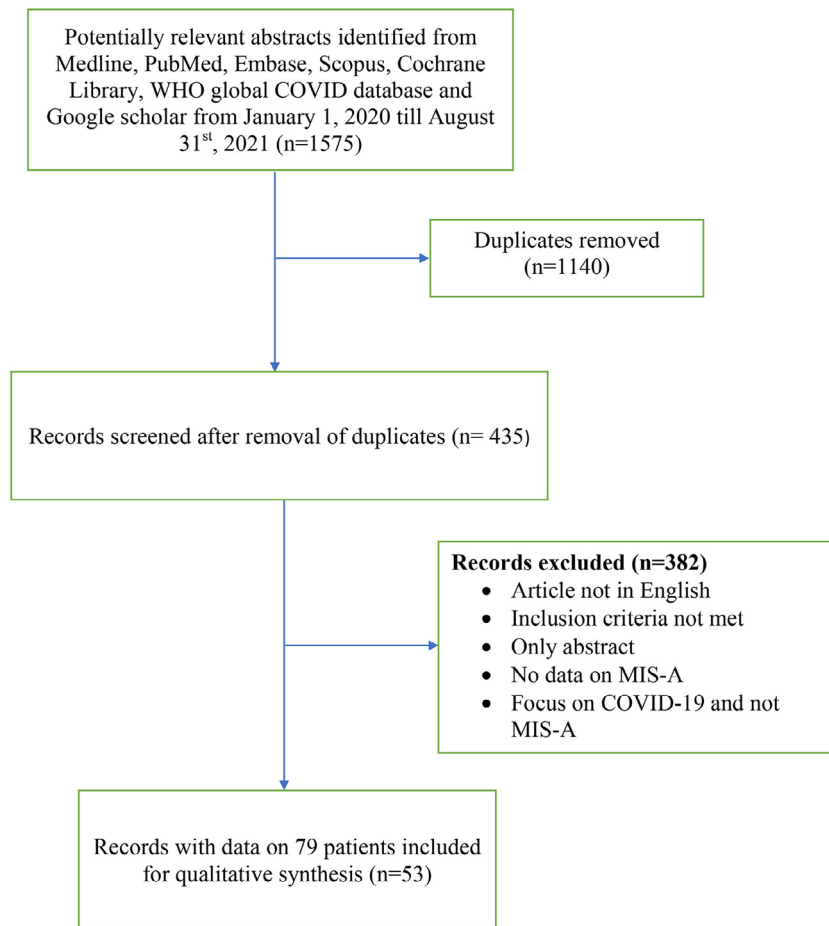 Potentially relevant abstracts identified from
Medline, PubMed, Embase, Scopus, Cochrane
Library, WHO global COVID database and
Google scholar from January 1, 2020 till August
31st, 2021 (n=1575)
Duplicates removed
(n=1140)
Records screened after removal of duplicates (n= 435)
Records excluded (n=382)
• Article not in English
• Inclusion criteria not met
• Only abstract
• No data on MIS-A
• Focus on COVID-19 and not
MIS-A
Records with data on 79 patients included
for qualitative synthesis (n=53)